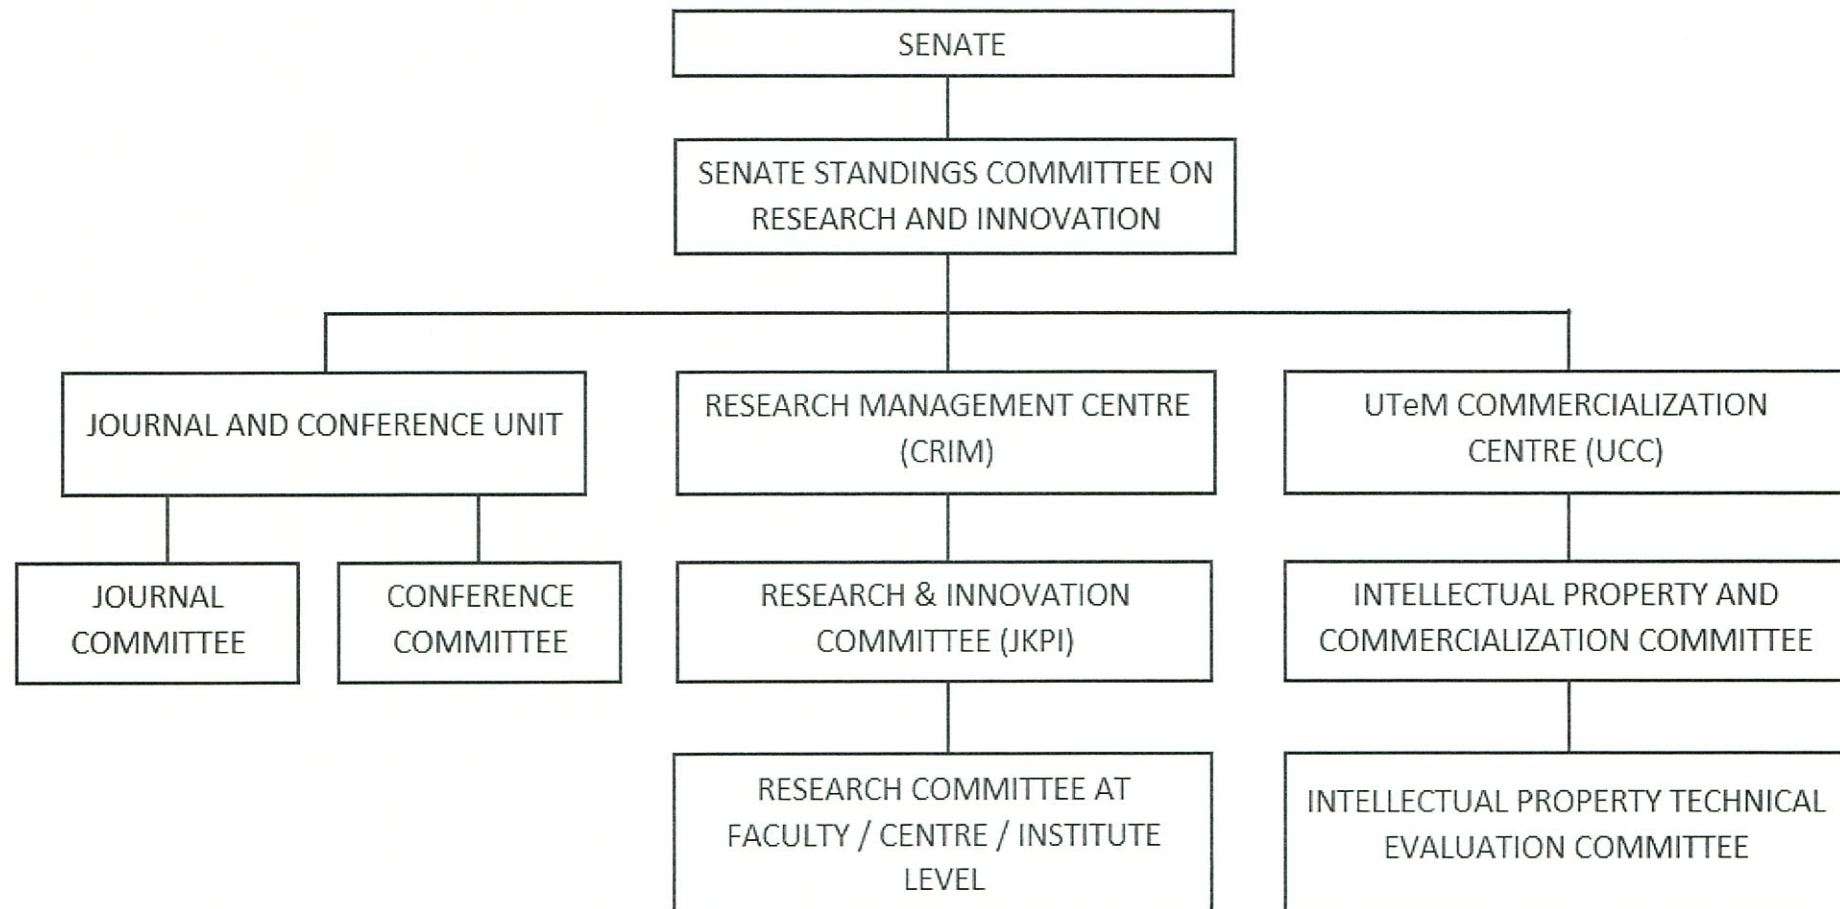 SENATE
SENATE STANDINGS COMMITTEE ON
RESEARCH AND INNOVATION
JOURNAL AND CONFERENCE UNIT
RESEARCH MANAGEMENT CENTRE
(CRIM)
UTeM COMMERCIALIZATION
CENTRE (UCC)
JOURNAL
COMMITTEE
CONFERENCE
COMMITTEE
RESEARCH & INNOVATION
COMMITTEE (JKPI)
INTELLECTUAL PROPERTY AND
COMMERCIALIZATION COMMITTEE
RESEARCH COMMITTEE AT
FACULTY / CENTRE / INSTITUTE
LEVEL
INTELLECTUAL PROPERTY TECHNICAL
EVALUATION COMMITTEE